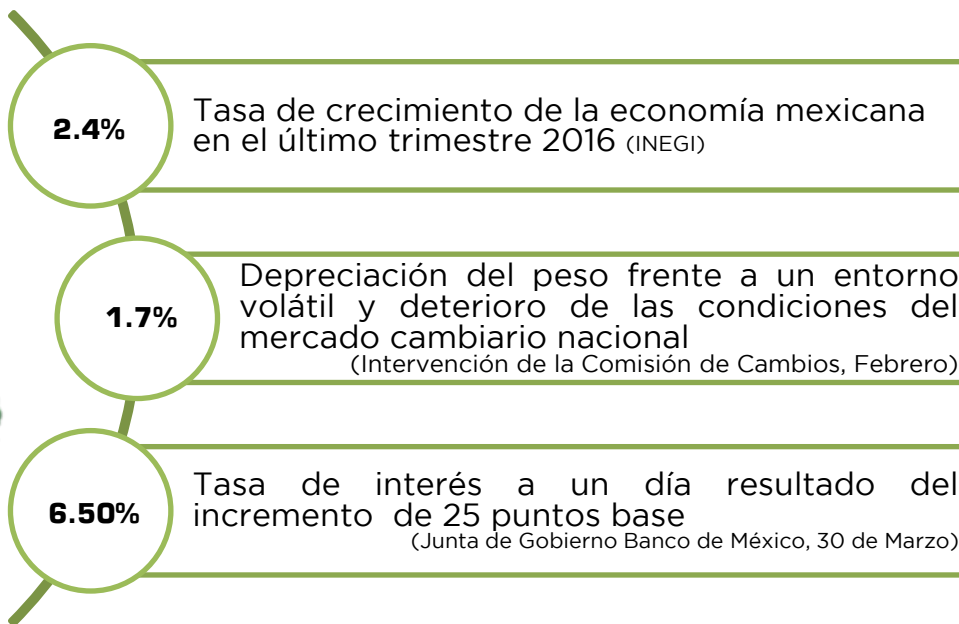 2.4%
Tasa de crecimiento de la economía mexicana
en el último trimestre 2016 (INEGI)
1.7%
Depreciación del peso frente a un entorno
volátil y deterioro de las condiciones del
mercado cambiario nacional
(Intervención de la Comisión de Cambios, Febrero)
6.50%
Tasa de interés a un día resultado del
incremento de 25 puntos base
(Junta de Gobierno Banco de México, 30 de Marzo)